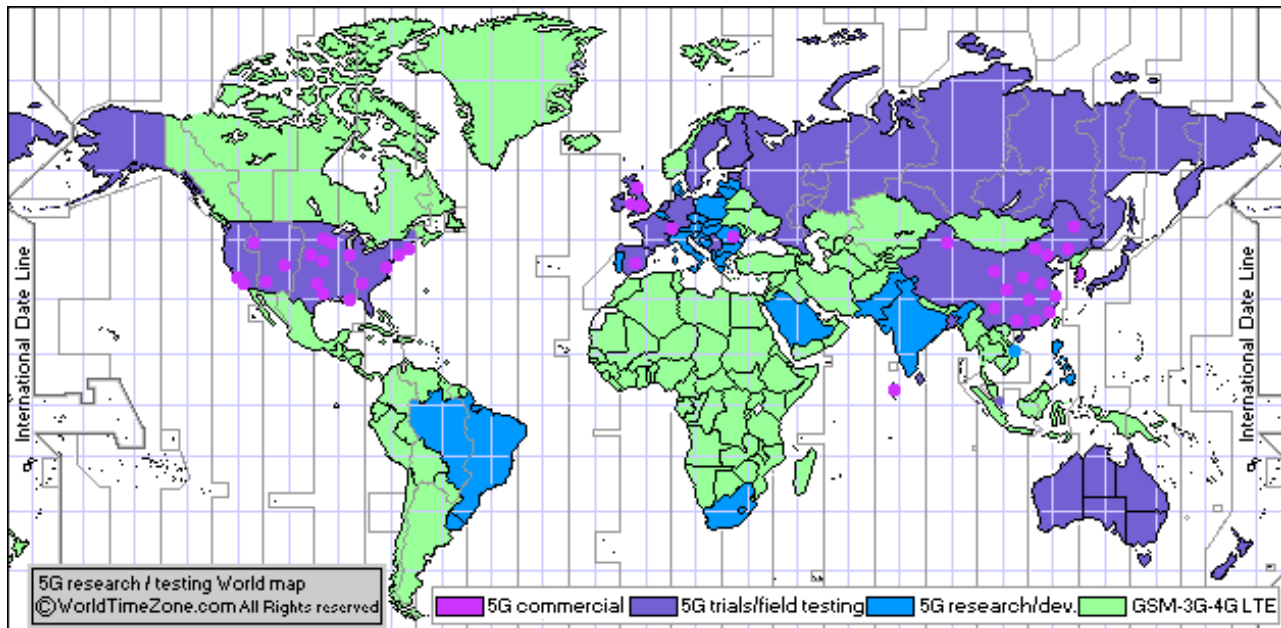 International Date Line
International Date Line
5G research / testing World map
©WorldTimeZone.com All Rights reserved
5G commercial
5G trials/field testing
5G research/dev.
GSM-3G-4G LTE